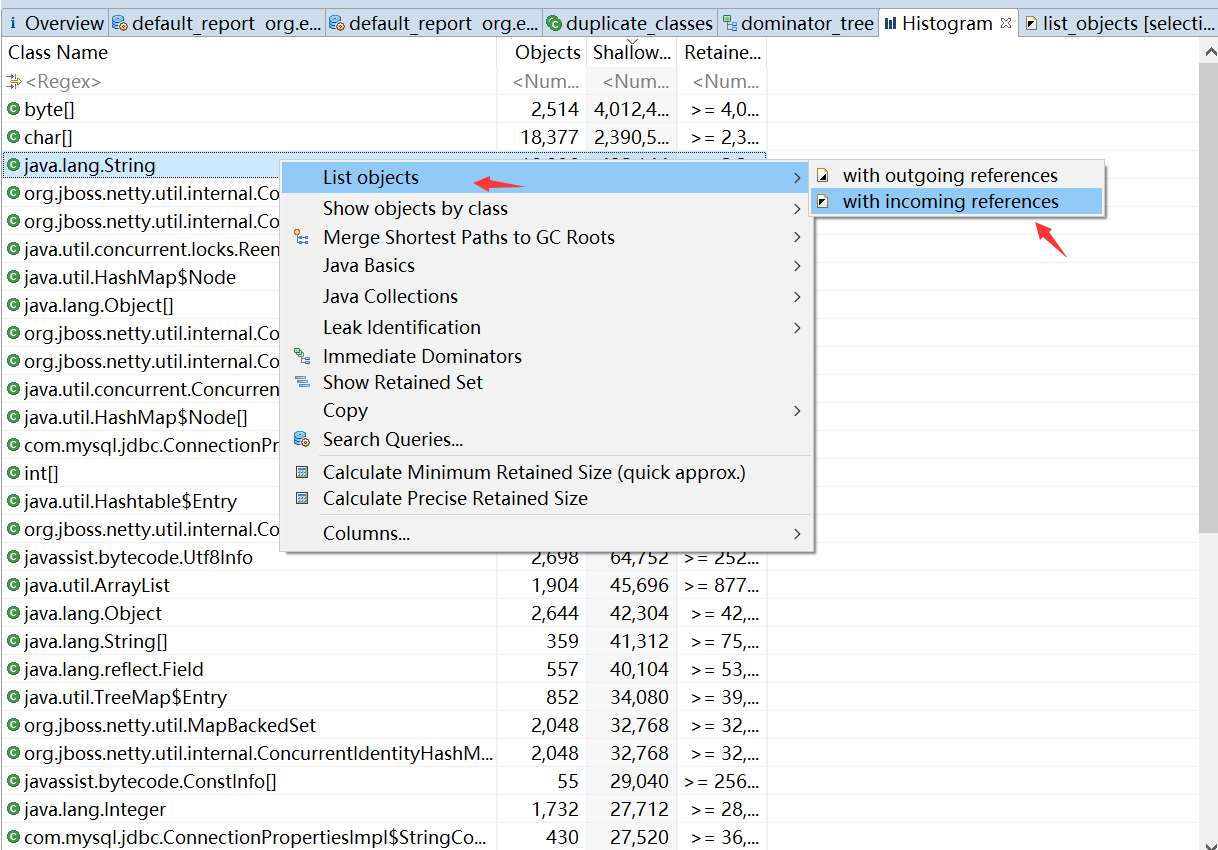 Overview default_report org.e... default_report org.e... duplicate_classes dominator_tree Histogram list_objects [selecti...
Class Name Objects Shallow... Retaine...
<Regex> <Num... <Num... <Num...
byte[] 2,514 4,012,4... >= 4,0...
char[] 18,377 2,390,5... >= 2,3...
java.lang.String
List objects
with outgoing references
with incoming references
org.jboss.netty.util.internal.Co
Show objects by class
org.jboss.netty.util.internal.Co
Merge Shortest Paths to GC Roots
java.util.concurrent.locks.Reen
Java Basics
java.util.HashMap$Node
Java Collections
java.lang.Object[]
Leak Identification
org.jboss.netty.util.internal.Co
Immediate Dominators
org.jboss.netty.util.internal.Co
Show Retained Set
java.util.concurrent.Concurren
Copy
java.util.HashMap$Node[]
Search Queries...
com.mysql.jdbc.ConnectionPr
Calculate Minimum Retained Size (quick approx.)
int[]
Calculate Precise Retained Size
java.util.Hashtable$Entry
Columns...
org.jboss.netty.util.internal.Co
javassist.bytecode.Utf8Info 2,698 64,752 >= 252...
java.util.ArrayList 1,904 45,696 >= 877...
java.lang.Object 2,644 42,304 >= 42,...
java.lang.String[] 359 41,312 >= 75,...
java.lang.reflect.Field 557 40,104 >= 53,...
java.util.TreeMap$Entry 852 34,080 >= 39,...
org.jboss.netty.util.MapBackedSet 2,048 32,768 >= 32,...
org.jboss.netty.util.internal.ConcurrentIdentityHashM... 2,048 32,768 >= 32,...
javassist.bytecode.ConstInfo[] 55 29,040 >= 256...
java.lang.Integer 1,732 27,712 >= 28,...
com.mysql.jdbc.ConnectionPropertiesImpl$StringCo... 430 27,520 >= 36,...